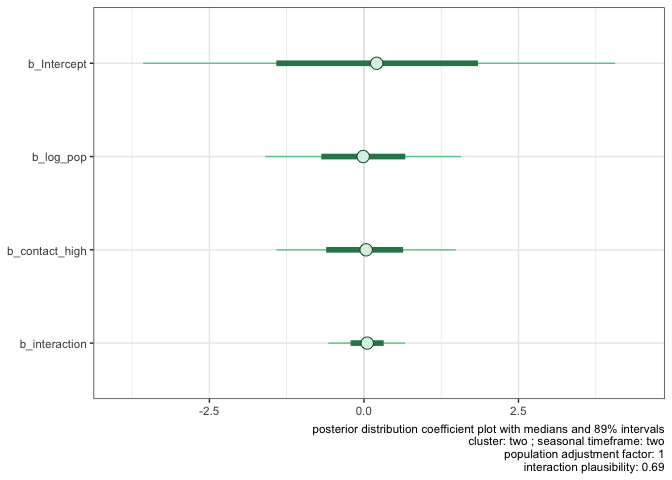 b_Intercept
b_log_pop
b_contact_high
b_interaction
-2.5
0.0
2.5
posterior distribution coefficient plot with medians and 89% intervals
cluster: two ; seasonal timeframe: two
population adjustment factor: 1
interaction plausibility: 0.69